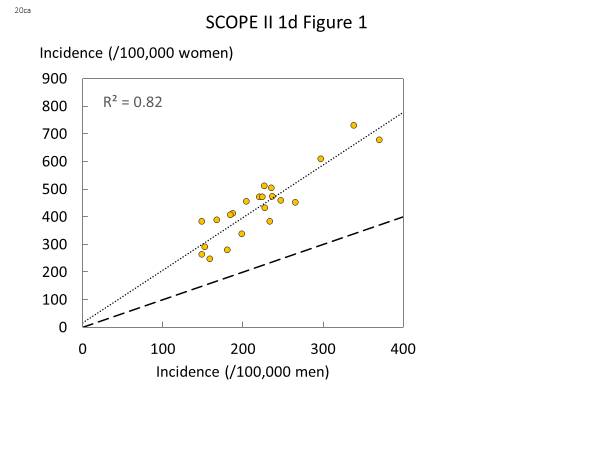 20ca
SCOPE II 1d Figure 1
Incidence (/100,000 women)
900
800
700
600
500
400
300
200
100
0
R² = 0.82
0 100 200 300 400
Incidence (/100,000 men)